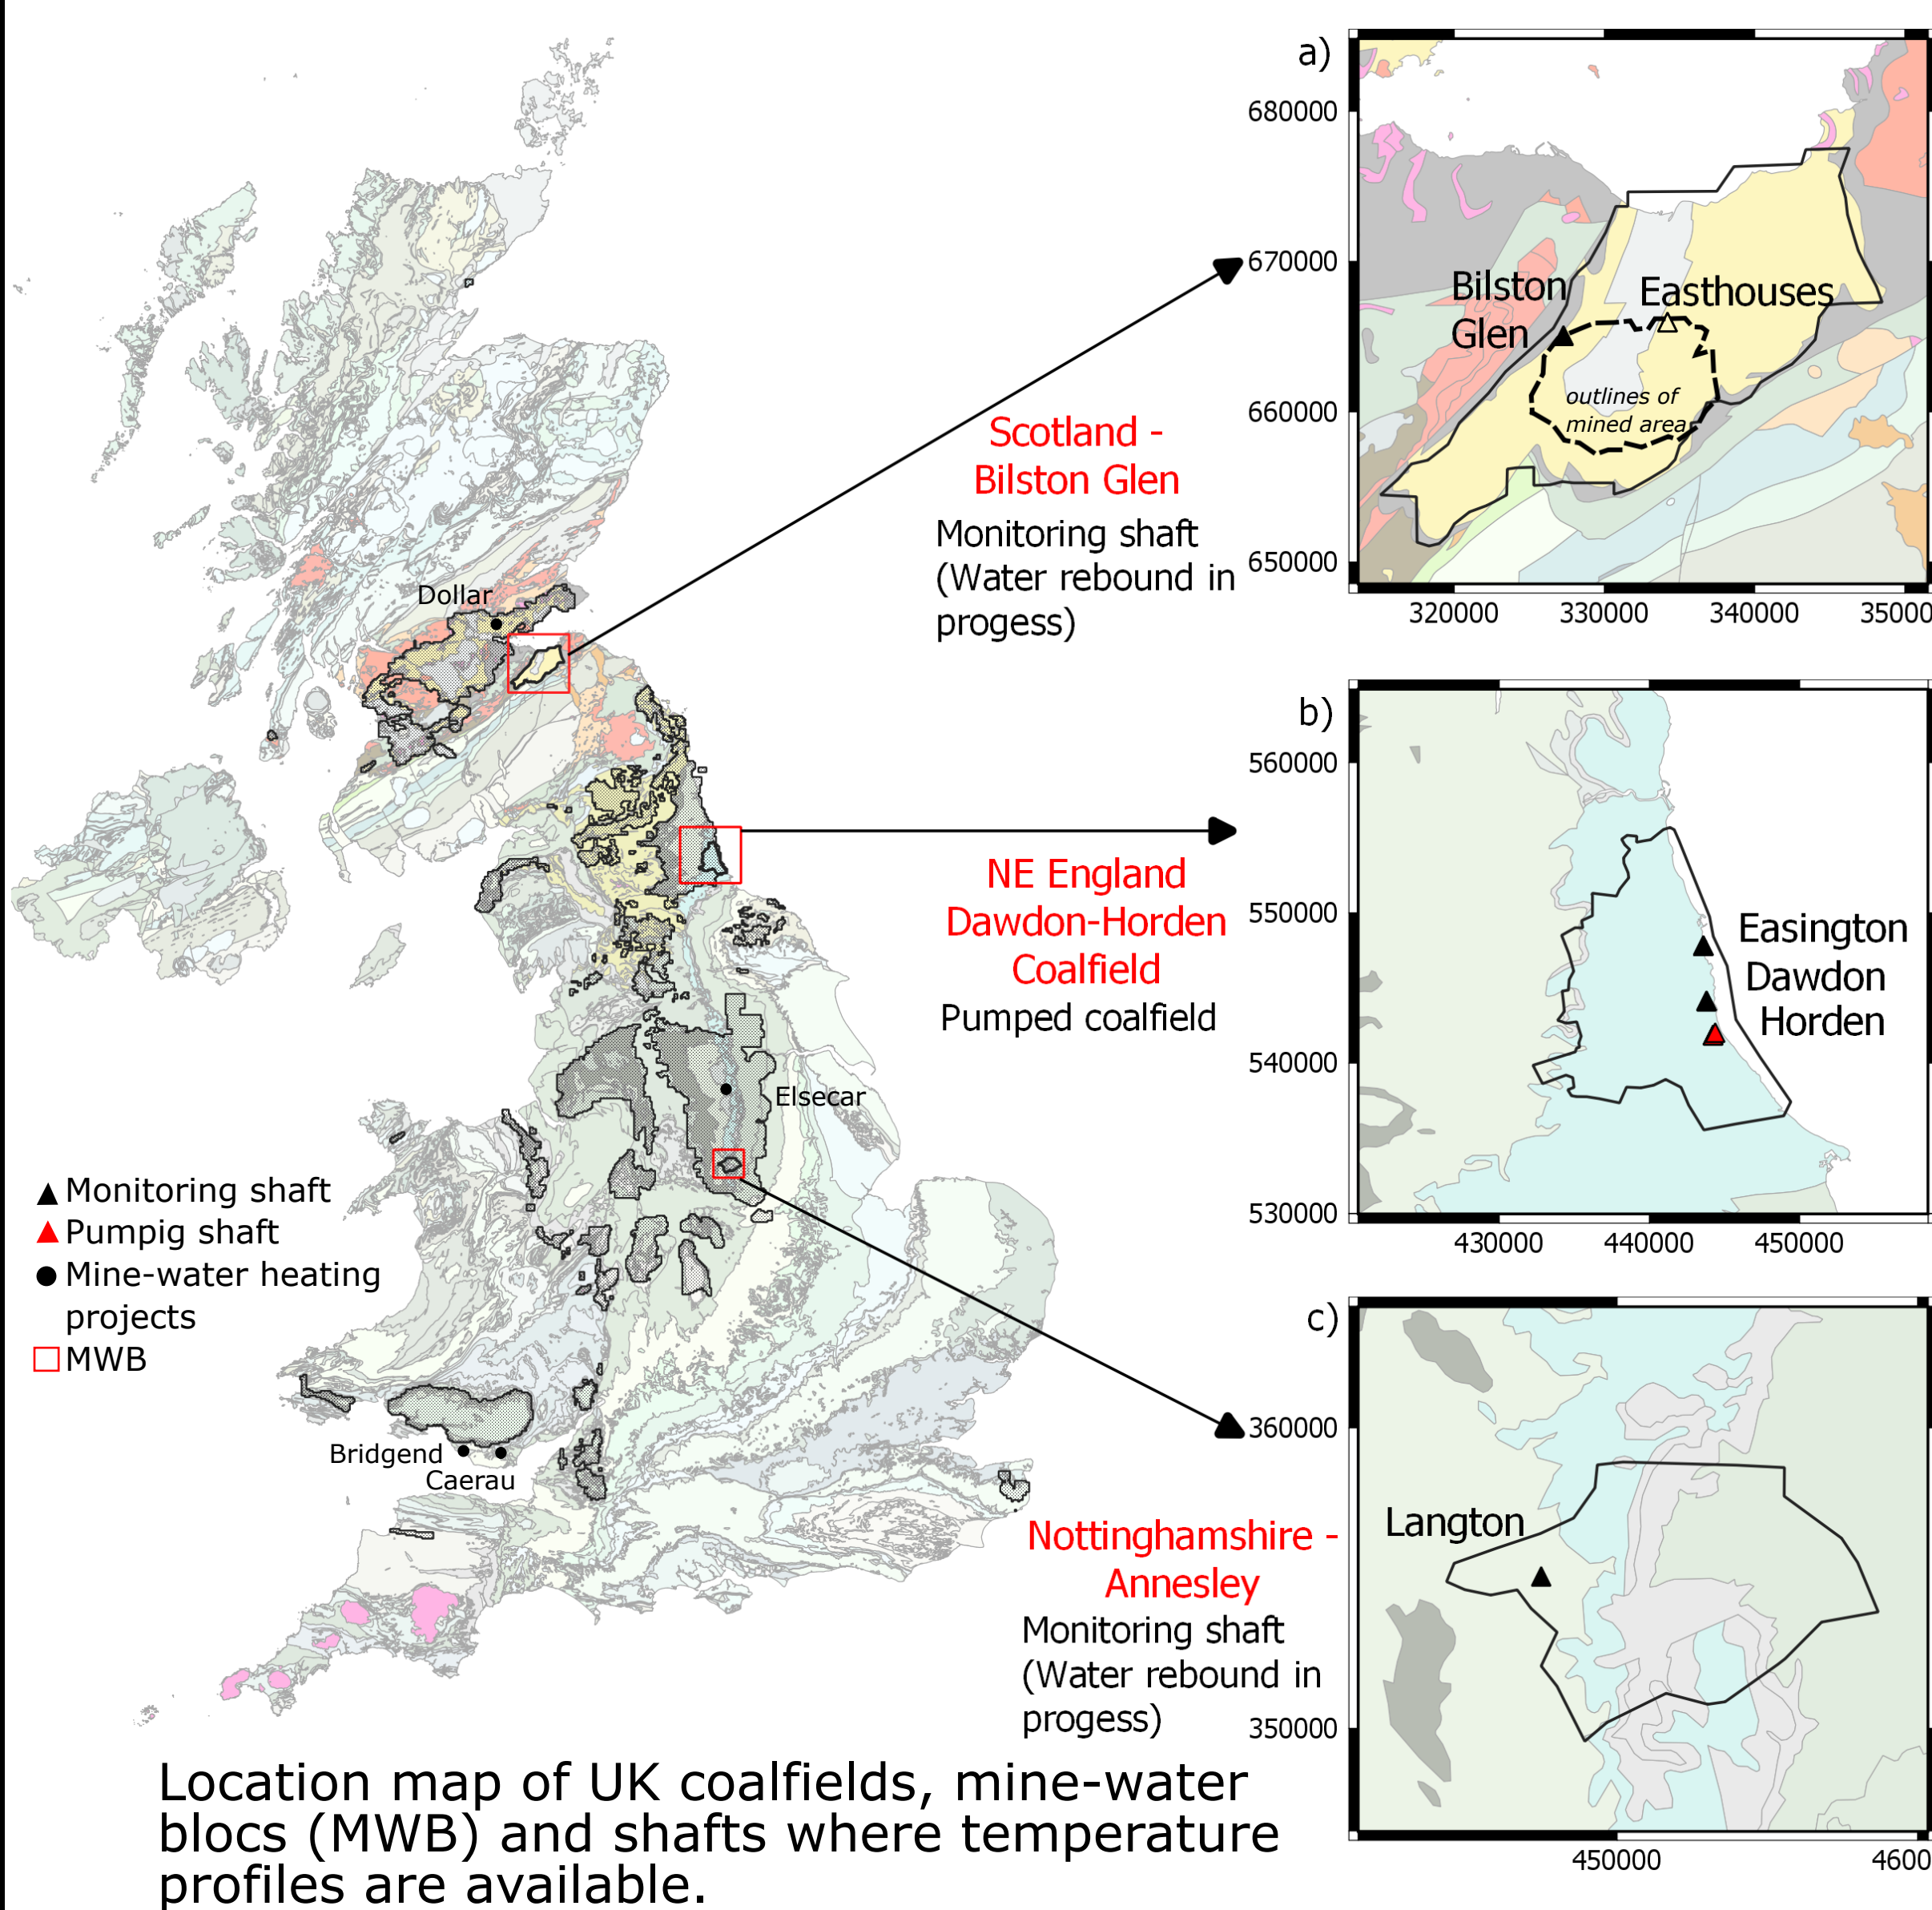 a)
680000
670000
660000
650000
320000
330000
340000
35000
Bilston
Glen
Easthouses
outlines of
mined area
Scotland -
Bilston Glen
Monitoring shaft
(Water rebound in
progess)
Dollar
b)
560000
550000
540000
530000
430000
440000
450000
Easington
Dawdon
Horden
NE England
Dawdon-Horden
Coalfield
Pumped coalfield
Elsecar
▲ Monitoring shaft
▲ Pumpig shaft
● Mine-water heating
projects
□ MWB
Bridgend
Caerau
c)
360000
350000
450000
4600
Langton
Nottinghamshire -
Annesley
Monitoring shaft
(Water rebound in
progess)
Location map of UK coalfields, mine-water
blocs (MWB) and shafts where temperature
profiles are available.